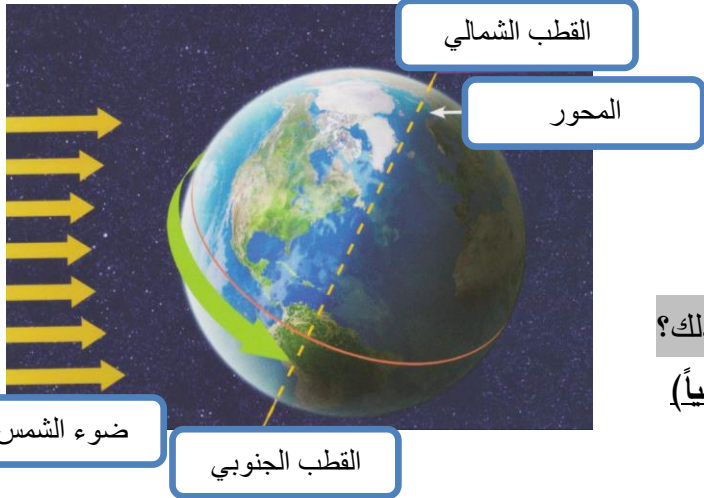 القطب الشمالي
المحور
ضوء الشمس
القطب الجنوبي